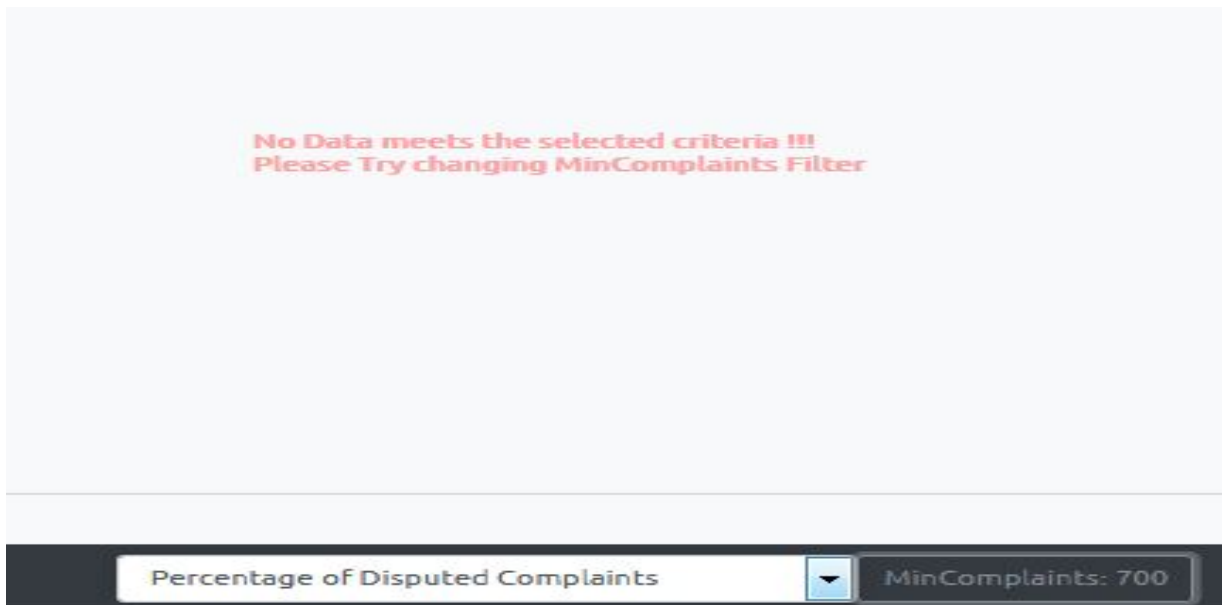 No Data meets the selected criteria !!!
Please Try changing MinComplaints Filter
Percentage of Disputed Complaints
MinComplaints: 700